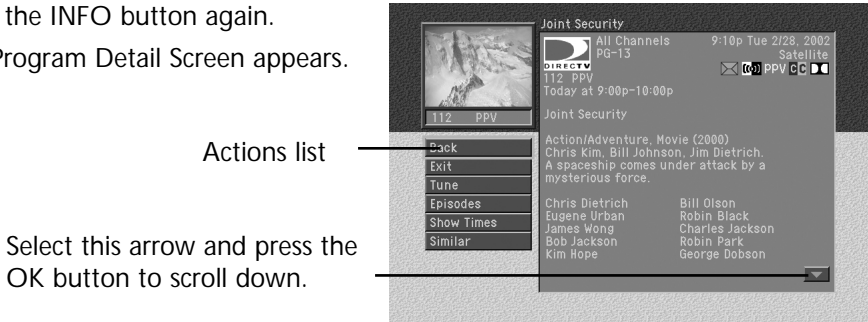 the INFO button again.
Program Detail Screen appears.
Actions list
Select this arrow and press the
OK button to scroll down.
112 PPV
Back
Exit
Tune
Episodes
Show Times
Similar
Joint Security
DIRECTV
All Channels 9:10p Tue 2/28, 2002
PG-13 Satellite
PPV CC
112 PPV
Today at 9:00p-10:00p
Joint Security
Action/Adventure, Movie (2000)
Chris Kim, Bill Johnson, Jim Dietrich.
A spaceship comes under attack by a
mysterious force.
Chris Dietrich Bill Olson
Eugene Urban Robin Black
James Wong Charles Jackson
Bob Jackson Robin Park
Kim Hope George Dobson